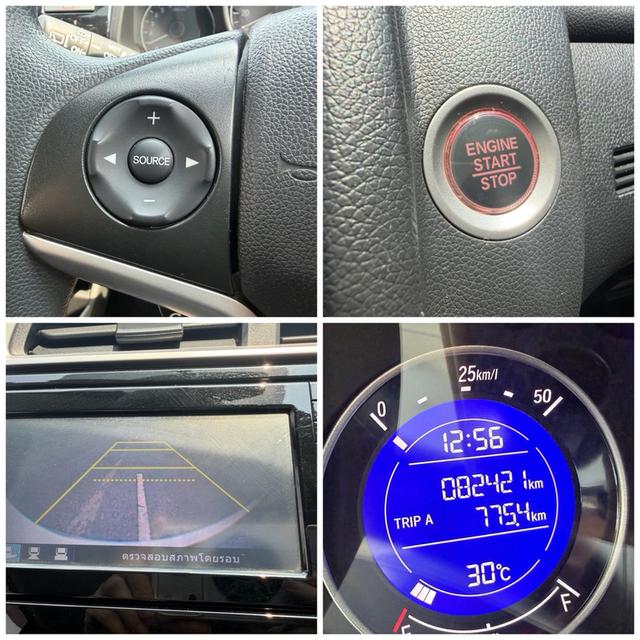 +
SOURCE
−
ENGINE
START
STOP
ตรวจสอบสภาพโดยรอบ
25km/l
0
50
12:56
082421km
TRIP A
775.4km
30°C
F